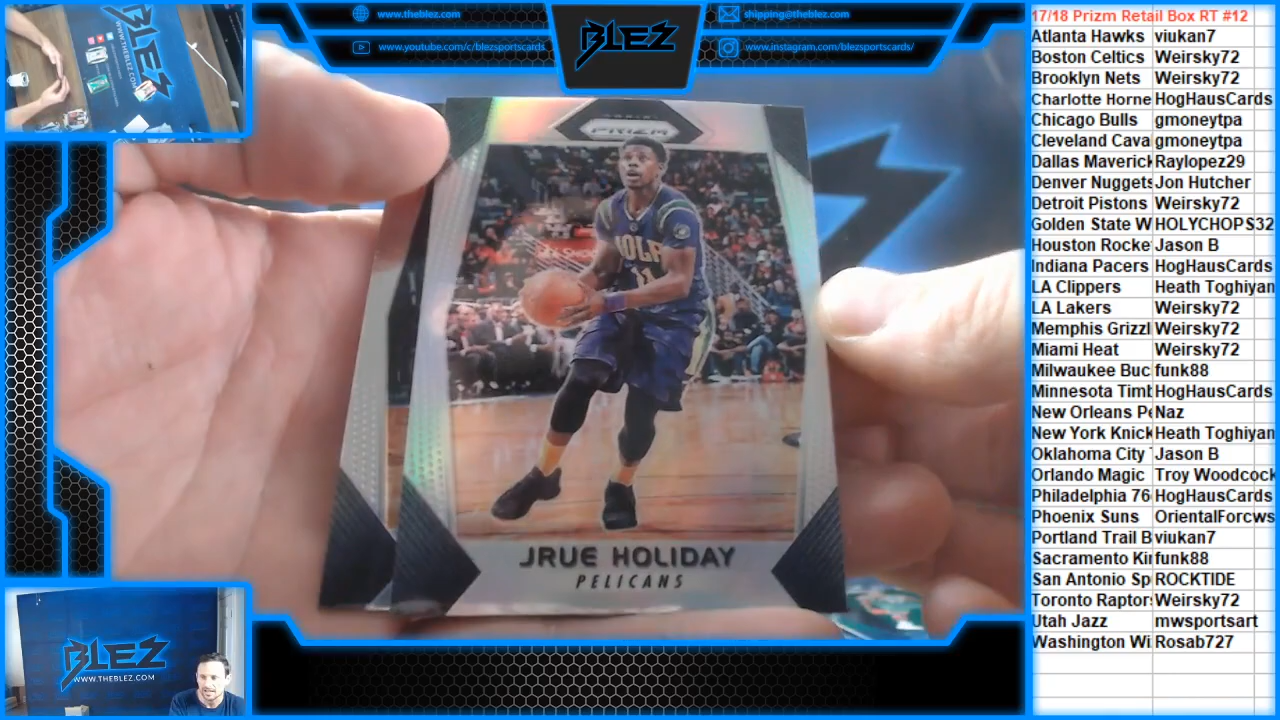 www.theblez.com
www.youtube.com/c/blezsportscards
BLEZ
shipping@theblez.com
www.instagram.com/blezsportscards/
PRIZM
NOLA
11
JRUE HOLIDAY
PELICANS
BLEZ
WWW.THEBLEZ.COM
17/18 Prizm Retail Box RT #12
Atlanta Hawks viukan7
Boston Celtics Weirsky72
Brooklyn Nets Weirsky72
Charlotte Horne HogHausCards
Chicago Bulls gmoneytpa
Cleveland Cava gmoneytpa
Dallas Maverick Raylopez29
Denver Nuggets Jon Hutcher
Detroit Pistons Weirsky72
Golden State W HOLYCHOPS32
Houston Rocke Jason B
Indiana Pacers HogHausCards
LA Clippers Heath Toghiyan
LA Lakers Weirsky72
Memphis Grizzl Weirsky72
Miami Heat Weirsky72
Milwaukee Buc funk88
Minnesota Timb HogHausCards
New Orleans Pe Naz
New York Knick Heath Toghiyan
Oklahoma City Jason B
Orlando Magic Troy Woodcock
Philadelphia 76 HogHausCards
Phoenix Suns OrientalForcws
Portland Trail B viukan7
Sacramento Kin funk88
San Antonio Sp ROCKTIDE
Toronto Raptors Weirsky72
Utah Jazz mwsportsart
Washington Wi Rosab727